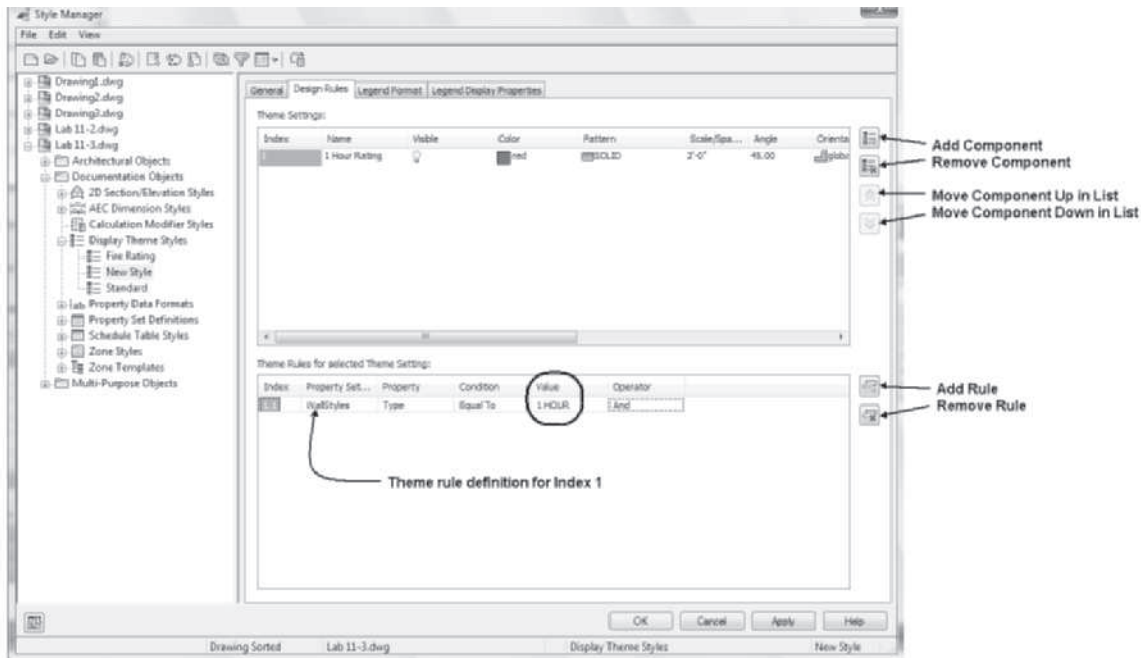 Style Manager
File Edit View
Drawing1.dwg
Drawing2.dwg
Drawing3.dwg
Lab 11-2.dwg
Lab 11-3.dwg
Architectural Objects
Documentation Objects
2D Section/Elevation Styles
AEC Dimension Styles
Calculation Modifier Styles
Display Theme Styles
Fire Rating
New Style
Standard
Property Data Formats
Property Set Definitions
Schedule Table Styles
Zone Styles
Zone Templates
Multi-Purpose Objects
General Design Rules Legend Format Legend Display Properties
Theme Settings:
Index Name Visible Color Pattern Scale/Spa... Angle Orienta
1 Hour Rating red SOLID 2'-0" 45.00 globa
Add Component
Remove Component
Move Component Up in List
Move Component Down in List
Theme Rules for selected Theme Setting:
Index Property Set... Property Condition Value Operator
WallStyles Type Equal To 1 HOUR And
Add Rule
Remove Rule
Theme rule definition for Index 1
OK Cancel Apply Help
Drawing Sorted Lab 11-3.dwg Display Theme Styles New Style